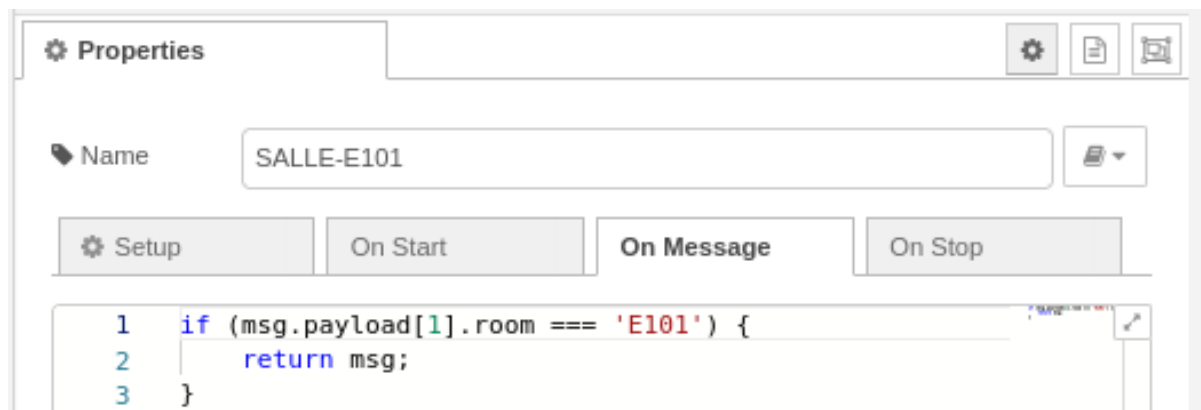 Properties
Name
SALLE-E101
Setup
On Start
On Message
On Stop
1 if (msg.payload[1].room === 'E101') {
2 return msg;
3 }